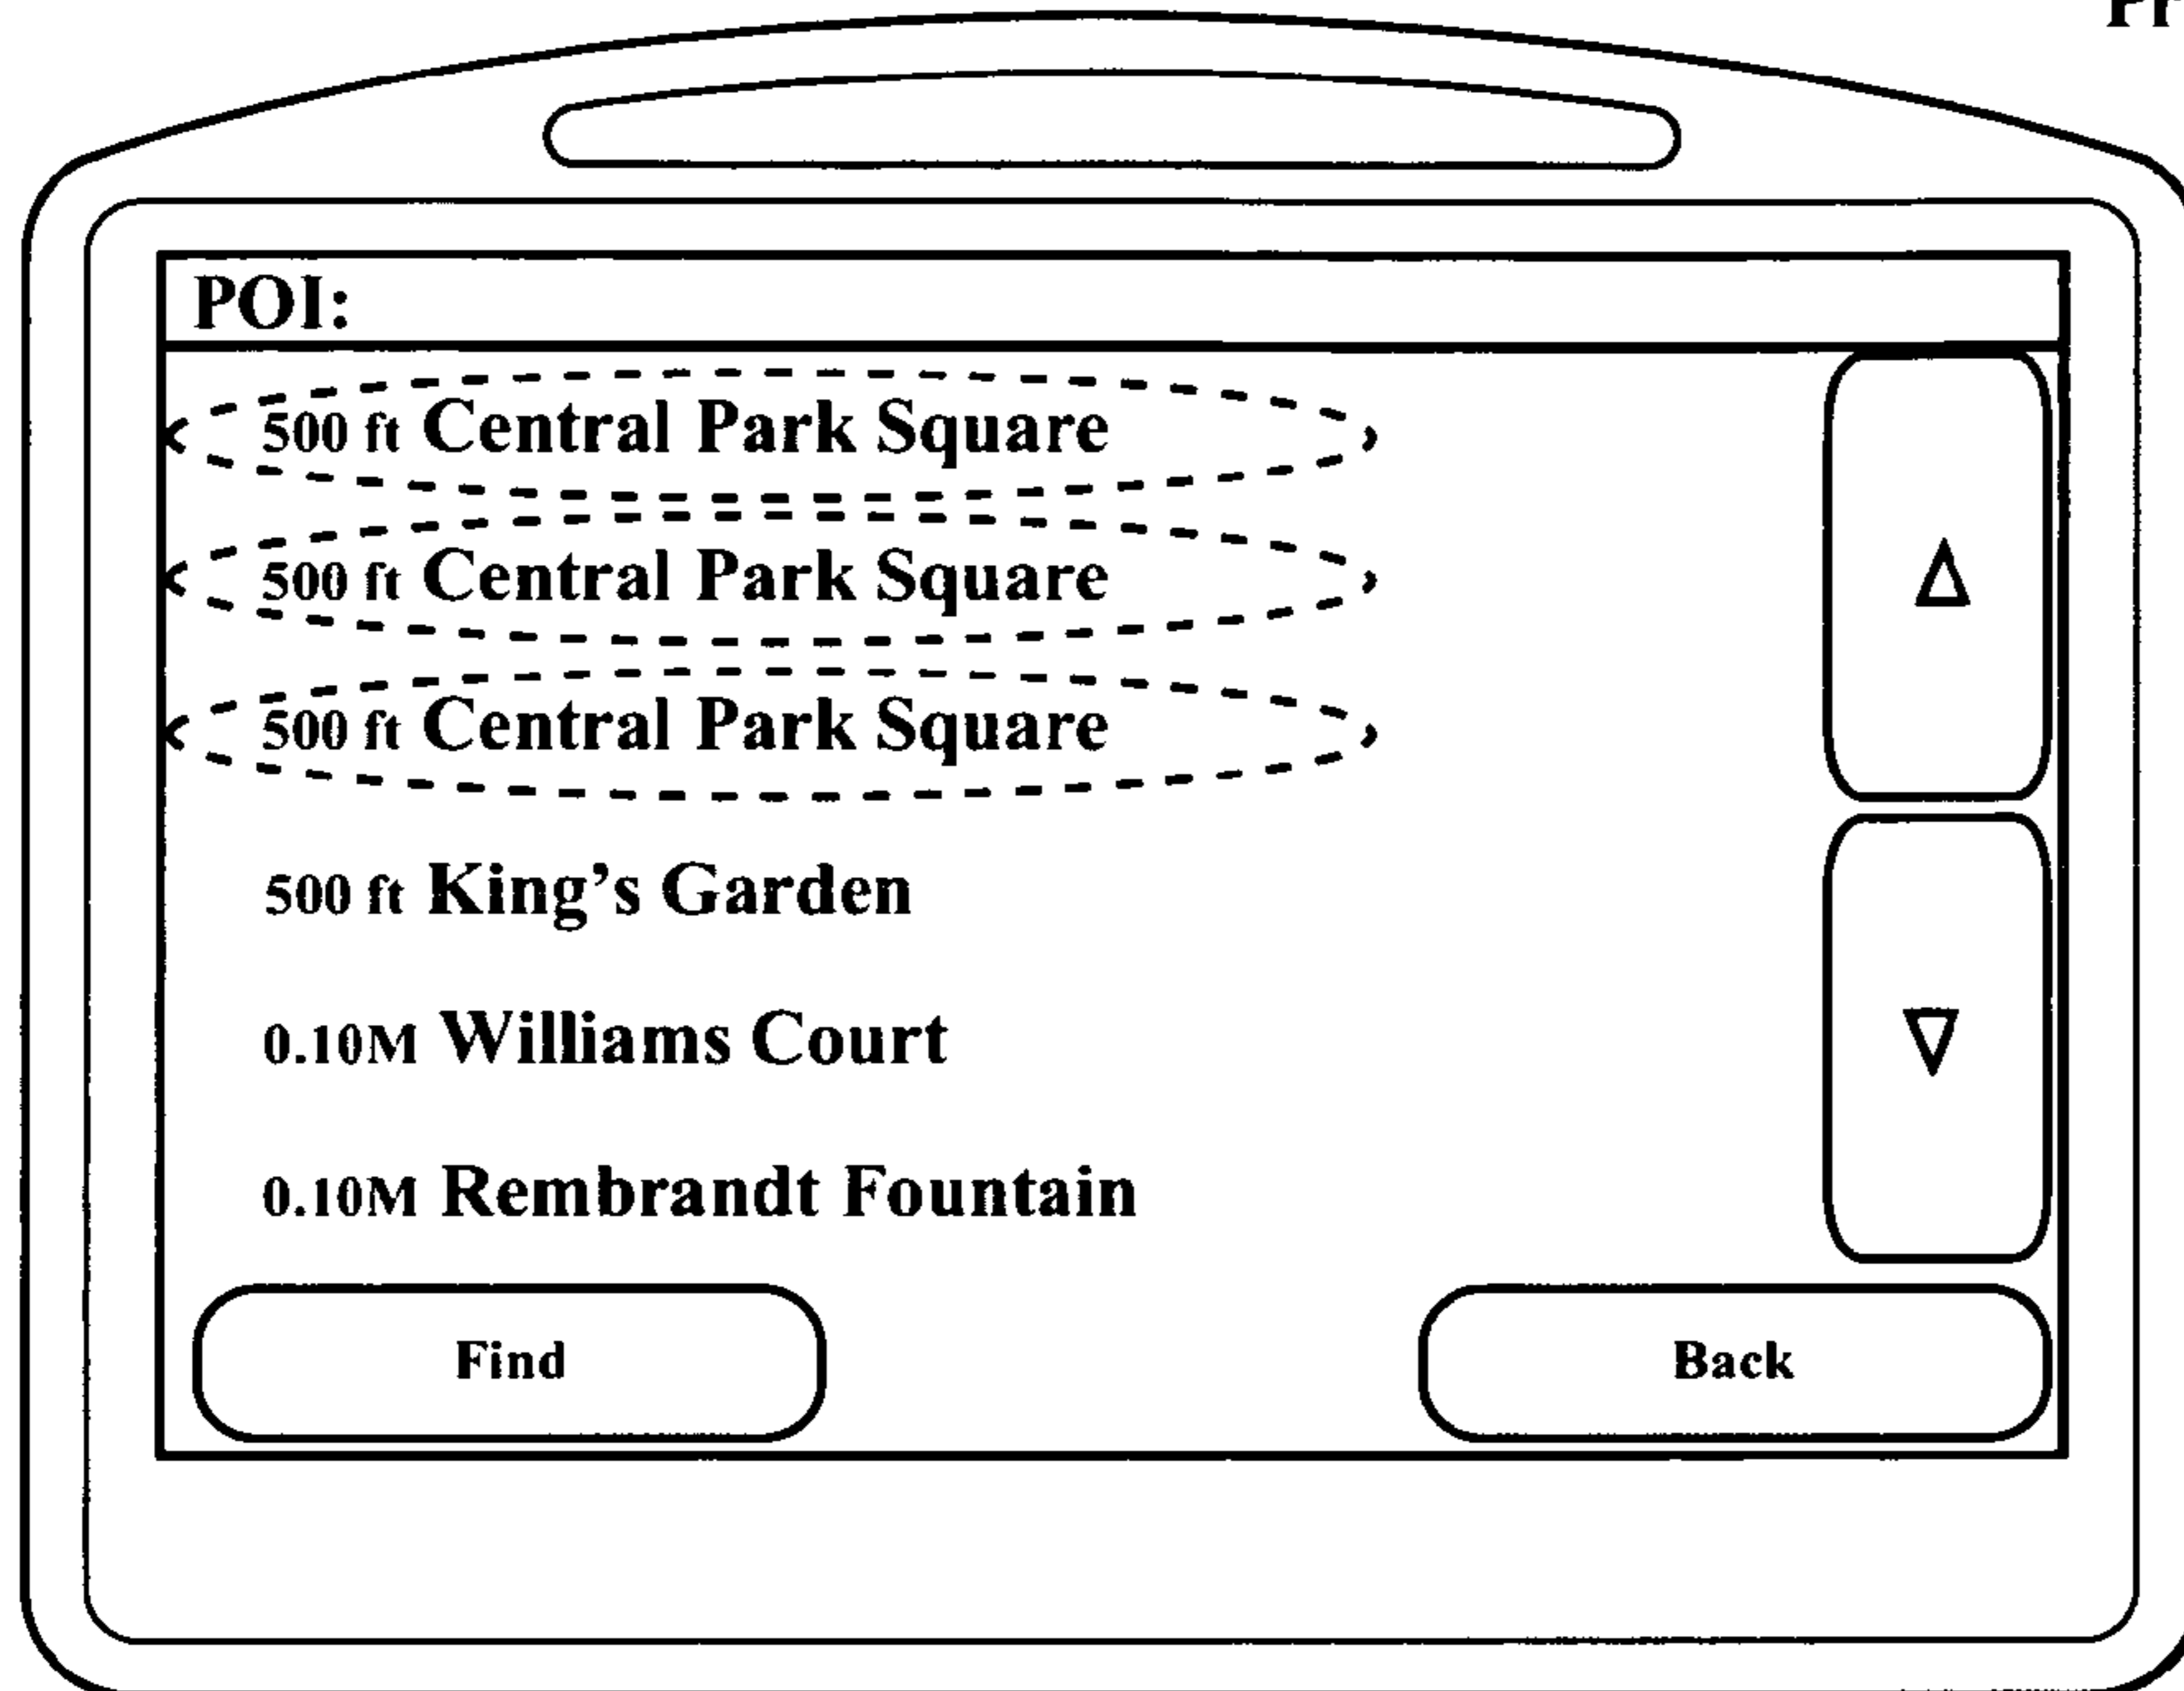 POI:
500 ft Central Park Square
500 ft Central Park Square
500 ft Central Park Square
500 ft King’s Garden
0.10M Williams Court
0.10M Rembrandt Fountain
Find
Back